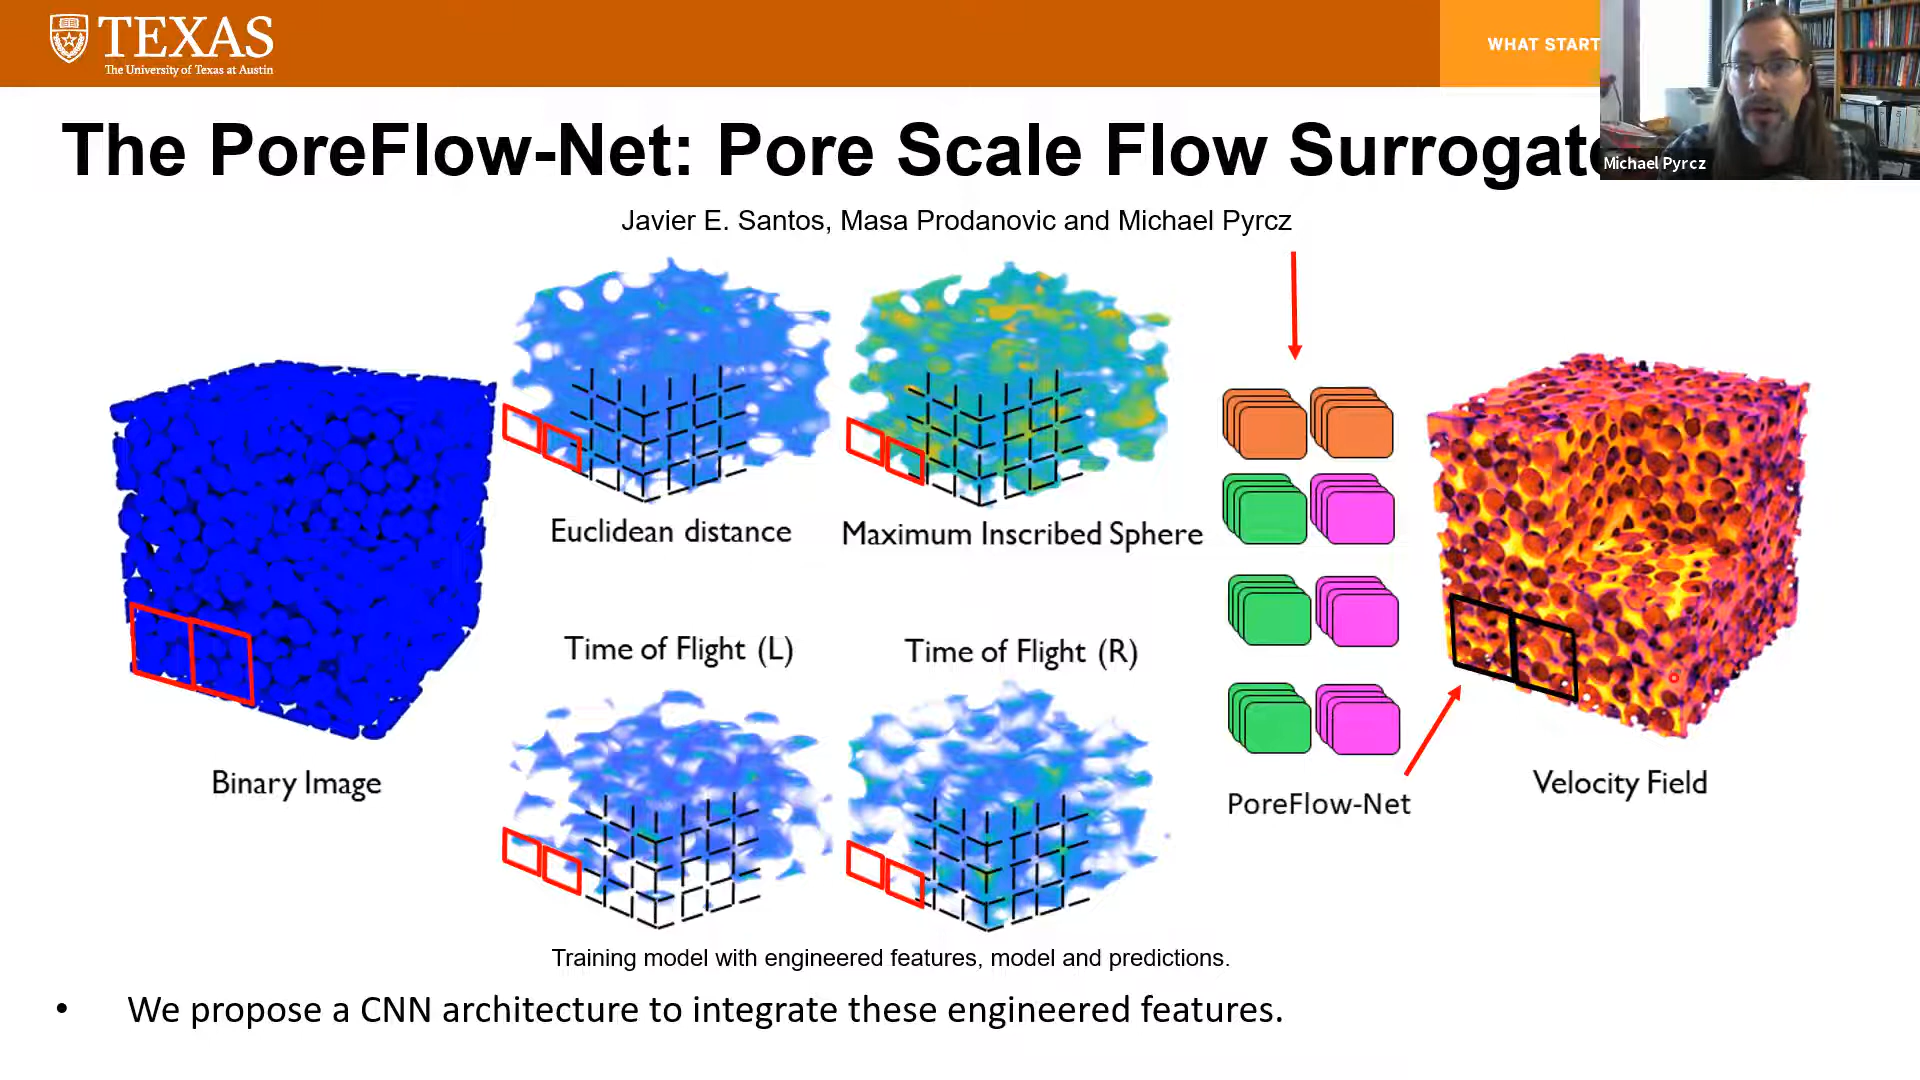 TEXAS
The University of Texas at Austin
WHAT START
Michael Pyrcz
The PoreFlow-Net: Pore Scale Flow Surrogate
Javier E. Santos, Masa Prodanovic and Michael Pyrcz
Euclidean distance
Maximum Inscribed Sphere
Time of Flight (L)
Time of Flight (R)
Binary Image
PoreFlow-Net
Velocity Field
Training model with engineered features, model and predictions.
• We propose a CNN architecture to integrate these engineered features.